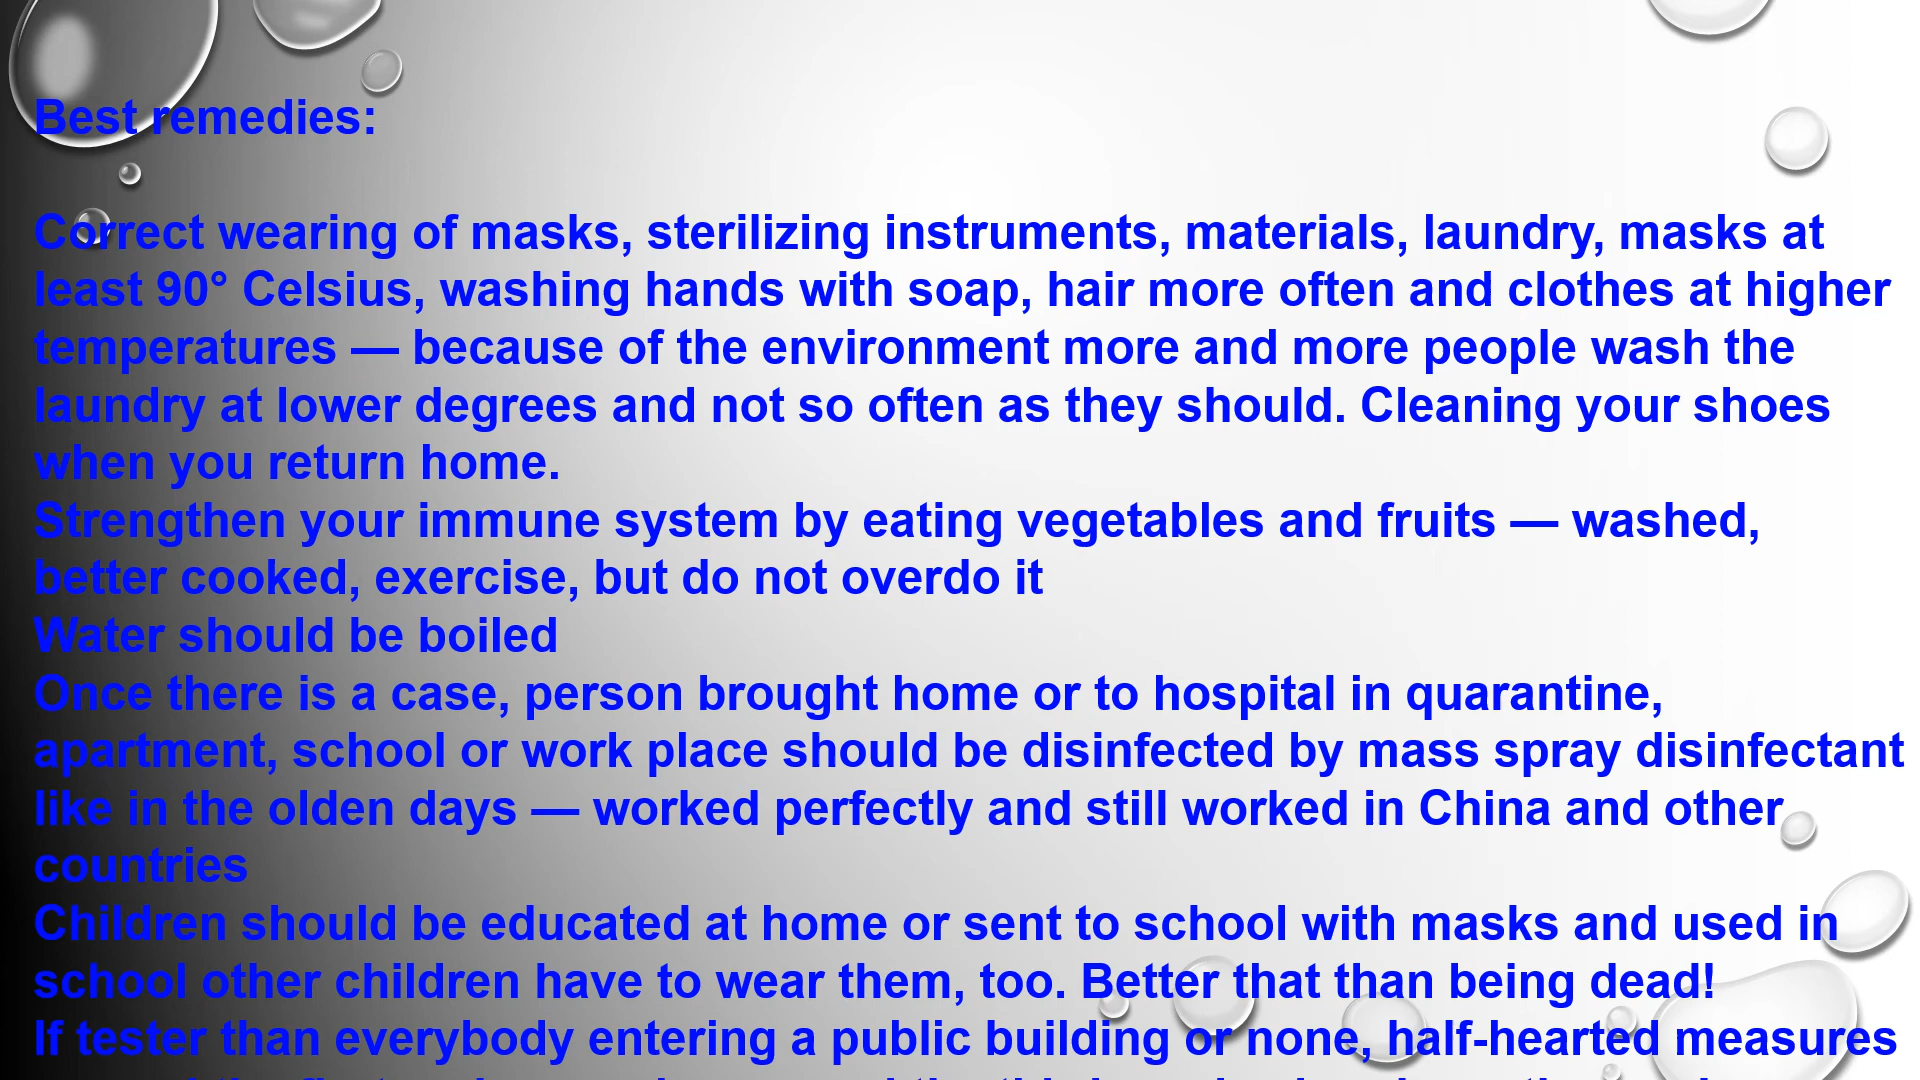 Best remedies:
Correct wearing of masks, sterilizing instruments, materials, laundry, masks at
least 90° Celsius, washing hands with soap, hair more often and clothes at higher
temperatures — because of the environment more and more people wash the
laundry at lower degrees and not so often as they should. Cleaning your shoes
when you return home.
Strengthen your immune system by eating vegetables and fruits — washed,
better cooked, exercise, but do not overdo it
Water should be boiled
Once there is a case, person brought home or to hospital in quarantine,
apartment, school or work place should be disinfected by mass spray disinfectant
like in the olden days — worked perfectly and still worked in China and other
countries
Children should be educated at home or sent to school with masks and used in
school other children have to wear them, too. Better that than being dead!
If tester than everybody entering a public building or none, half-hearted measures